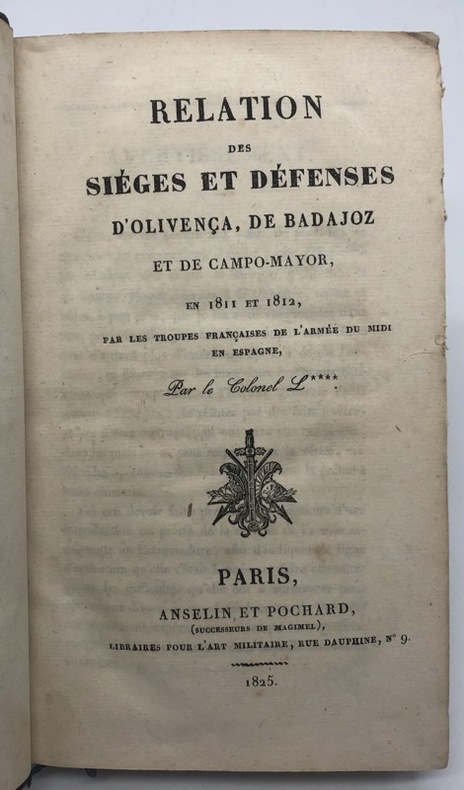 RELATION
DES
SIÉGES ET DÉFENSES
D'OLIVENÇA, DE BADAJOZ
ET DE CAMPO-MAYOR,
EN 1811 ET 1812,
PAR LES TROUPES FRANÇAISES DE L'ARMÉE DU MIDI
EN ESPAGNE,
Par le Colonel L****.
PARIS,
ANSELIN ET POCHARD,
(SUCCESSEURS DE MAGIMEL),
LIBRAIRES POUR L'ART MILITAIRE, RUE DAUPHINE, N° 9.
1825.